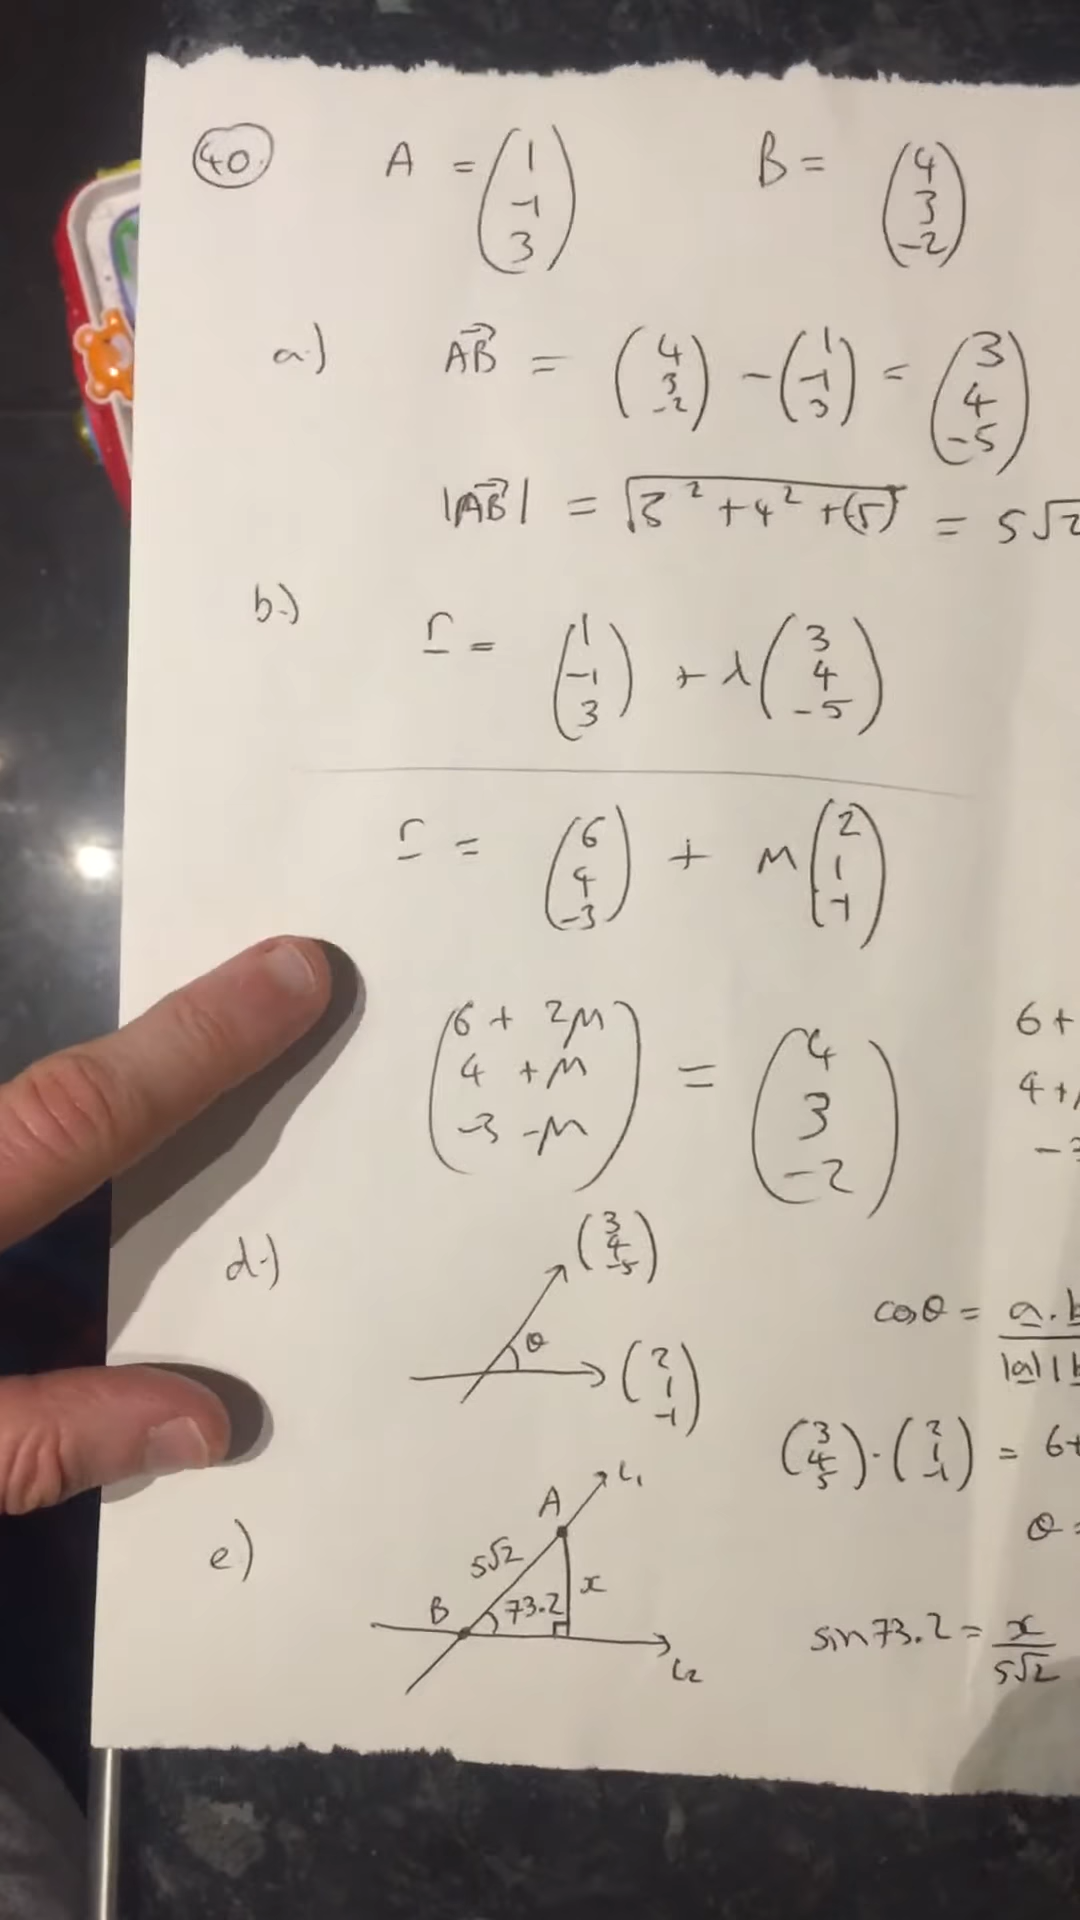 40 A = (1 -1 3) B = (4 3 -2)
a.) AB = (4 3 -2) - (1 -1 3) = (3 4 -5)
|AB| = √3² + 4² + (5)² = 5√2
b.) r = (1 -1 3) + λ(3 4 -5)
r = (6 4 -3) + μ(2 1 -1)
(6 + 2μ 4 + μ -3 - μ) = (4 3 -2) 6 +
4 +
-3
d.) (3 4 -5)
θ
(2 1 -1)
cosθ = a.b
|a||b
(3 4 5) . (2 1 -1) = 6+
θ =
e) A L₁
5√2 x
B 73.2
L₂
sin73.2 = x
5√2